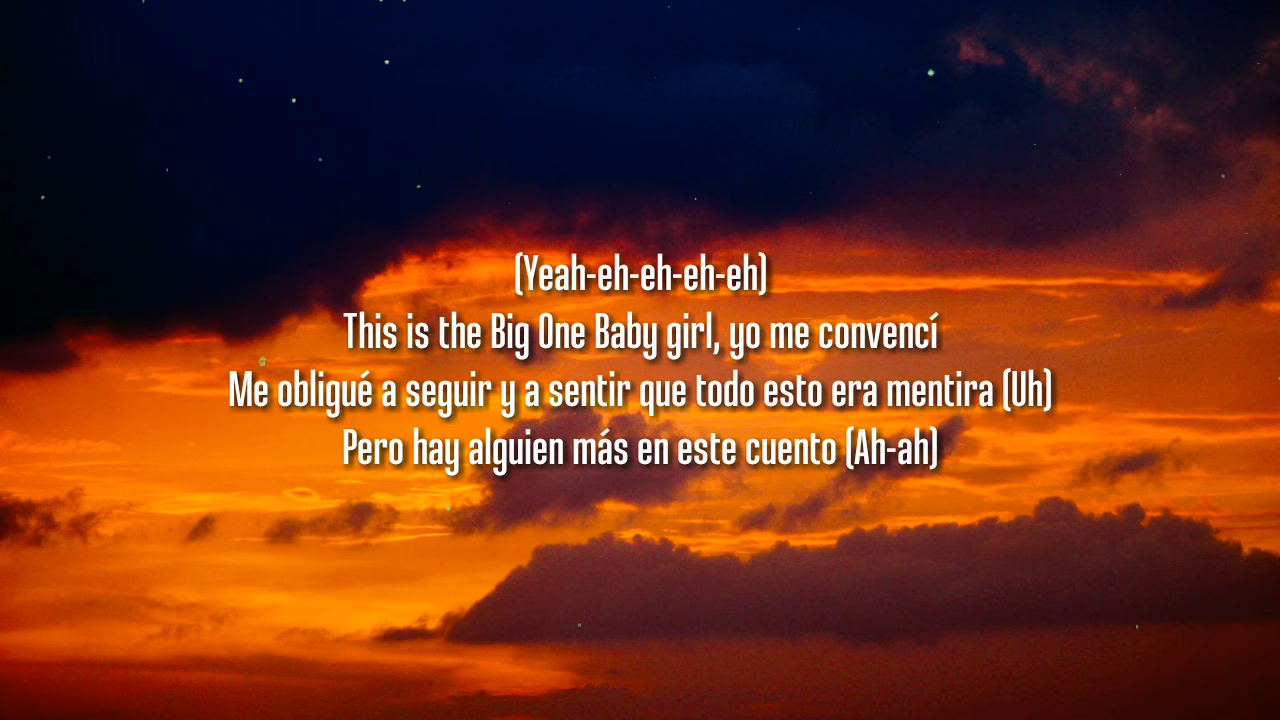 (Yeah-eh-eh-eh-eh)
This is the Big One Baby girl, yo me convencí
Me obligué a seguir y a sentir que todo esto era mentira (Uh)
Pero hay alguien más en este cuento (Ah-ah)